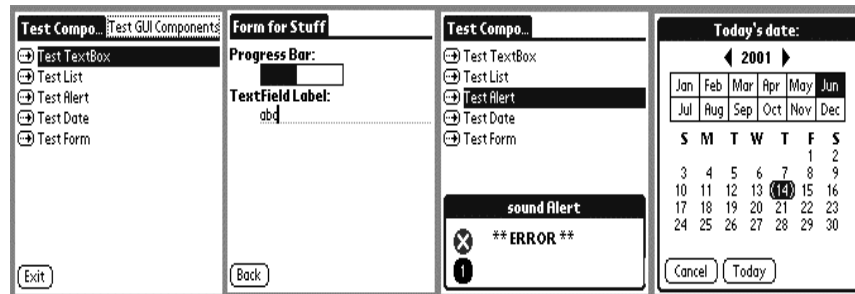 Test Compo... Test GUI Components
Test TextBox
Test List
Test Alert
Test Date
Test Form
Exit
Form for Stuff
Progress Bar:
TextField Label:
abc
Back
Test Compo...
Test TextBox
Test List
Test Alert
Test Date
Test Form
sound Alert
** ERROR **
1
Today's date:
2001
Jan Feb Mar Apr May Jun
Jul Aug Sep Oct Nov Dec
S M T W T F S
1 2
3 4 5 6 7 8 9
10 11 12 13 14 15 16
17 18 19 20 21 22 23
24 25 26 27 28 29 30
Cancel Today